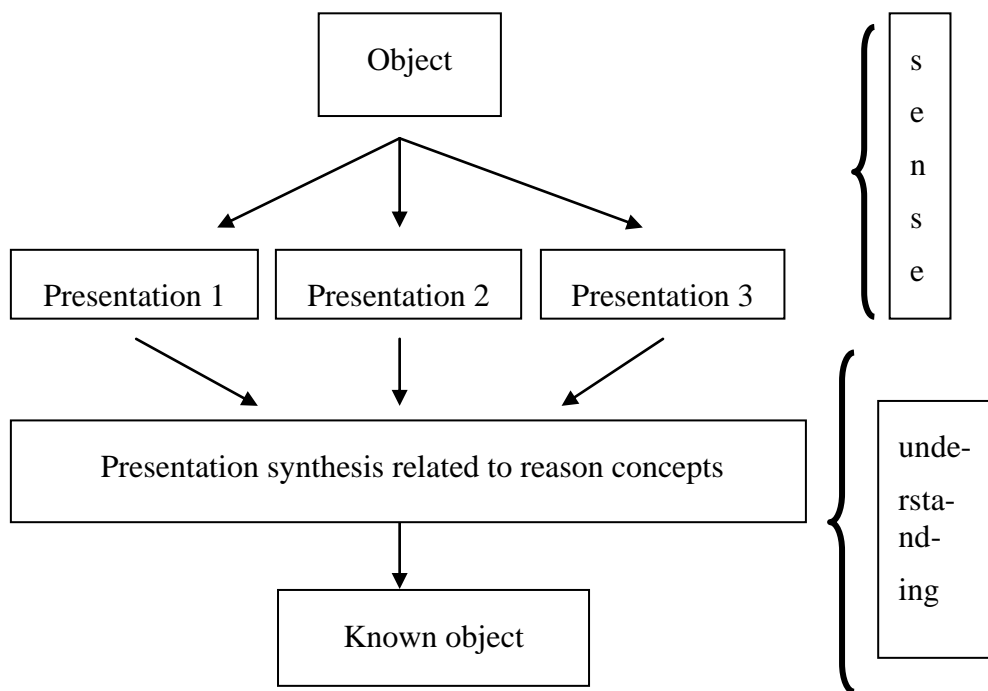 Object
s
e
n
s
e
Presentation 1
Presentation 2
Presentation 3
Presentation synthesis related to reason concepts
unde-
rsta-
nd-
ing
Known object